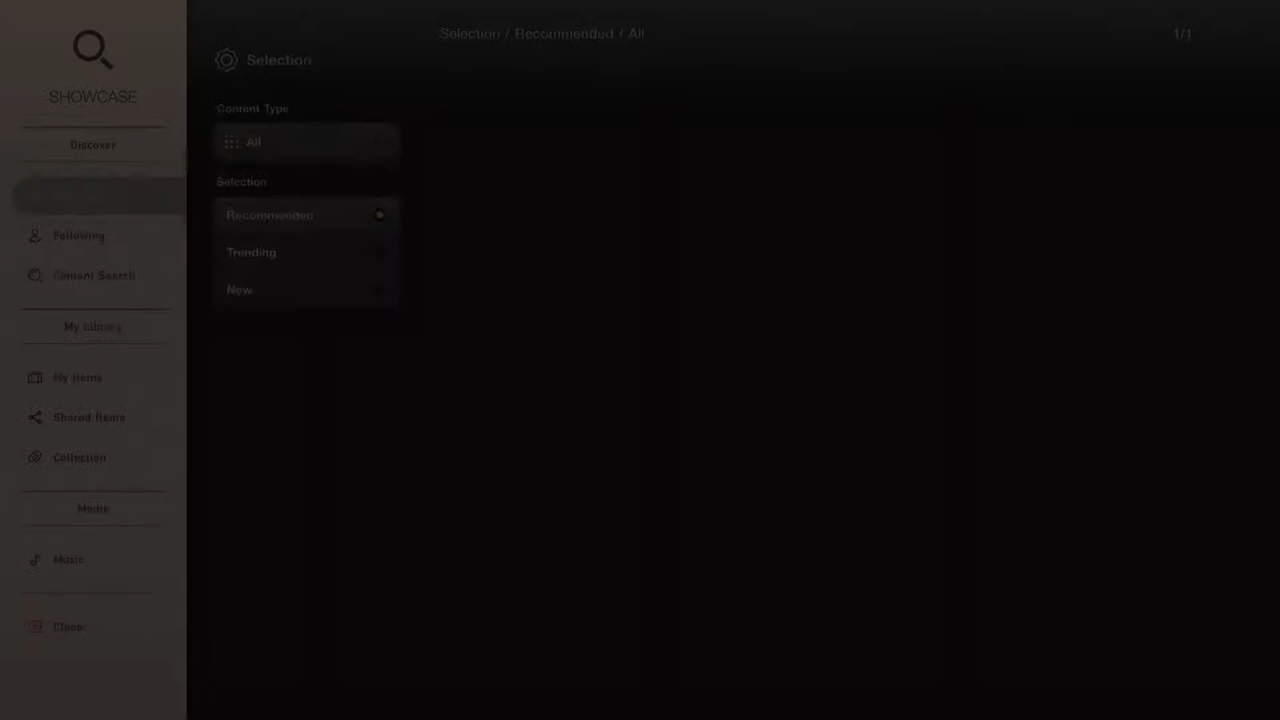 SHOWCASE
Discover
Following
Content Search
My Library
My Items
Shared Items
Collection
Music
Close
Selection / Recommended / All
1/1
Selection
Content Type
All
Selection
Recommended
Trending
New